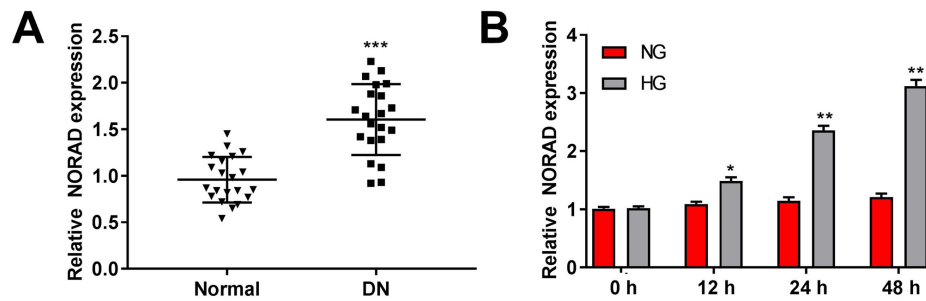 A
Relative NORAD expression
2.5
2.0
1.5
1.0
0.5
0.0
***
Normal
DN
B
Relative NORAD expression
4
3
2
1
0
NG
HG
*
**
**
0 h
12 h
24 h
48 h